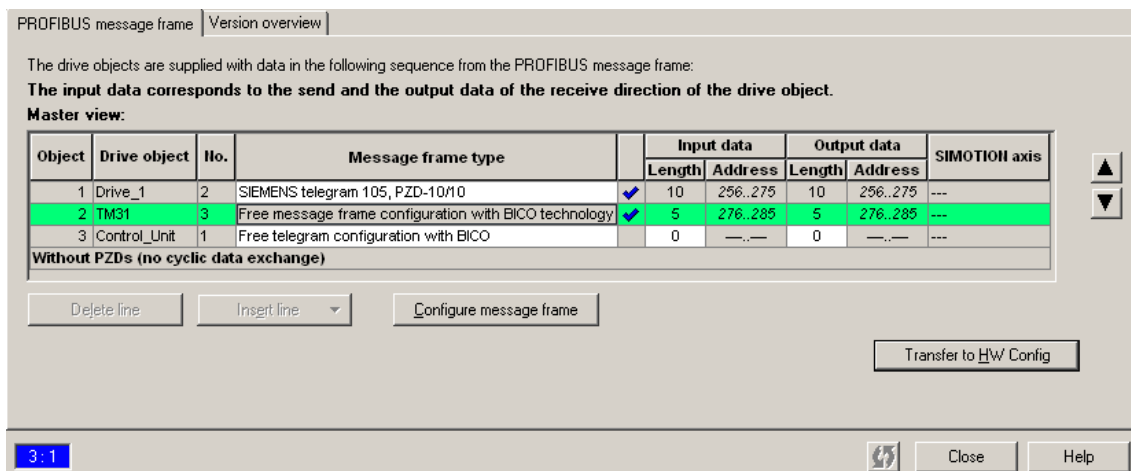 PROFIBUS message frame Version overview
The drive objects are supplied with data in the following sequence from the PROFIBUS message frame:
The input data corresponds to the send and the output data of the receive direction of the drive object.
Master view:
Object Drive object No. Message frame type Input data Output data SIMOTION axis
Length Address Length Address
1 Drive_1 2 SIEMENS telegram 105, PZD-10/10 10 256..275 10 256..275 ---
2 TM31 3 Free message frame configuration with BICO technology 5 276..285 5 276..285 ---
3 Control_Unit 1 Free telegram configuration with BICO 0 —..— 0 —..— ---
Without PZDs (no cyclic data exchange)
Delete line Insert line Configure message frame
Transfer to HW Config
3 : 1 Close Help